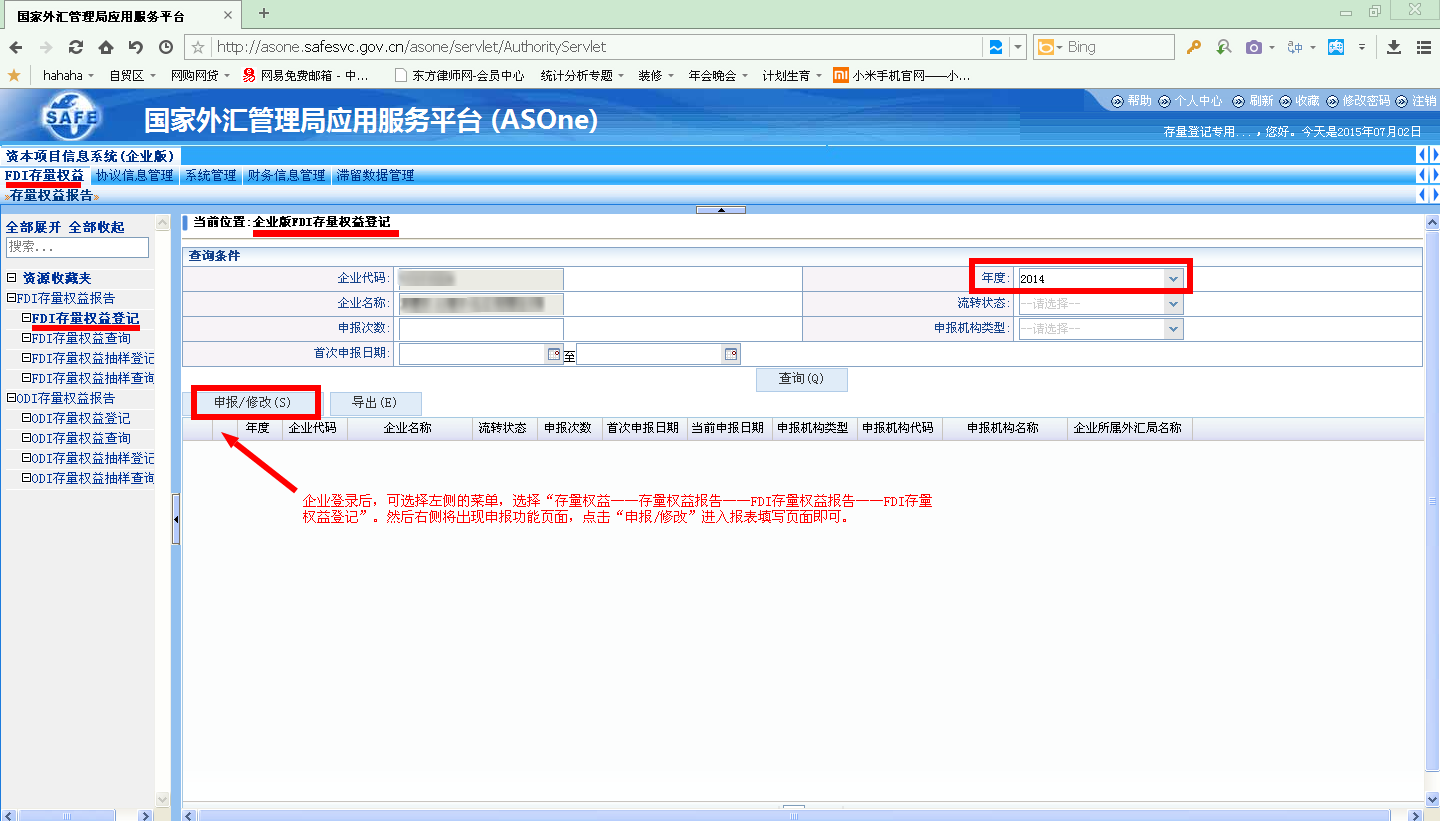 国家外汇管理局应用服务平台
http://asone.safesvc.gov.cn/asone/servlet/AuthorityServlet
Bing
hahaha 自贸区 网购网贷 网易免费邮箱 - 中... 东方律师网-会员中心 统计分析专题 装修 年会晚会 计划生育 小米手机官网——小...
SAFE
国家外汇管理局应用服务平台 (ASOne)
帮助 个人中心 刷新 收藏 修改密码 注销
存量登记专用...，您好。今天是2015年07月02日
资本项目信息系统(企业版)
FDI存量权益 协议信息管理 系统管理 财务信息管理 滞留数据管理
存量权益报告
全部展开 全部收起
搜索...
资源收藏夹
FDI存量权益报告
FDI存量权益登记
FDI存量权益查询
FDI存量权益抽样登记
FDI存量权益抽样查询
ODI存量权益报告
ODI存量权益登记
ODI存量权益查询
ODI存量权益抽样登记
ODI存量权益抽样查询
当前位置:企业版FDI存量权益登记
查询条件
企业代码: 年度: 2014
企业名称: 流转状态: --请选择--
申报次数: 申报机构类型: --请选择--
首次申报日期: 至
查询(Q)
申报/修改(S) 导出(E)
年度 企业代码 企业名称 流转状态 申报次数 首次申报日期 当前申报日期 申报机构类型 申报机构代码 申报机构名称 企业所属外汇局名称
企业登录后，可选择左侧的菜单，选择“存量权益——存量权益报告——FDI存量权益报告——FDI存量
权益登记”。然后右侧将出现申报功能页面，点击“申报/修改”进入报表填写页面即可。